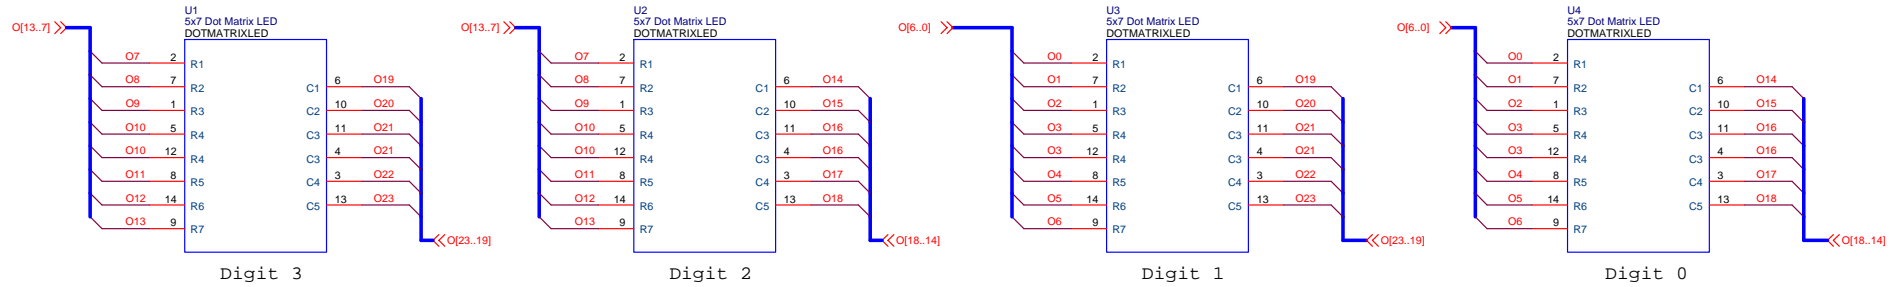 U1
5x7 Dot Matrix LED
DOTMATRIXLED
O[13..7]
O7 2 R1
O8 7 R2
O9 1 R3
O10 5 R4
O10 12 R4
O11 8 R5
O12 14 R6
O13 9 R7
C1 6 O19
C2 10 O20
C3 11 O21
C3 4 O21
C4 3 O22
C5 13 O23
O[23..19]
Digit 3
U2
5x7 Dot Matrix LED
DOTMATRIXLED
O[13..7]
O7 2 R1
O8 7 R2
O9 1 R3
O10 5 R4
O10 12 R4
O11 8 R5
O12 14 R6
O13 9 R7
C1 6 O14
C2 10 O15
C3 11 O16
C3 4 O16
C4 3 O17
C5 13 O18
O[18..14]
Digit 2
U3
5x7 Dot Matrix LED
DOTMATRIXLED
O[6..0]
O0 2 R1
O1 7 R2
O2 1 R3
O3 5 R4
O3 12 R4
O4 8 R5
O5 14 R6
O6 9 R7
C1 6 O19
C2 10 O20
C3 11 O21
C3 4 O21
C4 3 O22
C5 13 O23
O[23..19]
Digit 1
U4
5x7 Dot Matrix LED
DOTMATRIXLED
O[6..0]
O0 2 R1
O1 7 R2
O2 1 R3
O3 5 R4
O3 12 R4
O4 8 R5
O5 14 R6
O6 9 R7
C1 6 O14
C2 10 O15
C3 11 O16
C3 4 O16
C4 3 O17
C5 13 O18
O[18..14]
Digit 0